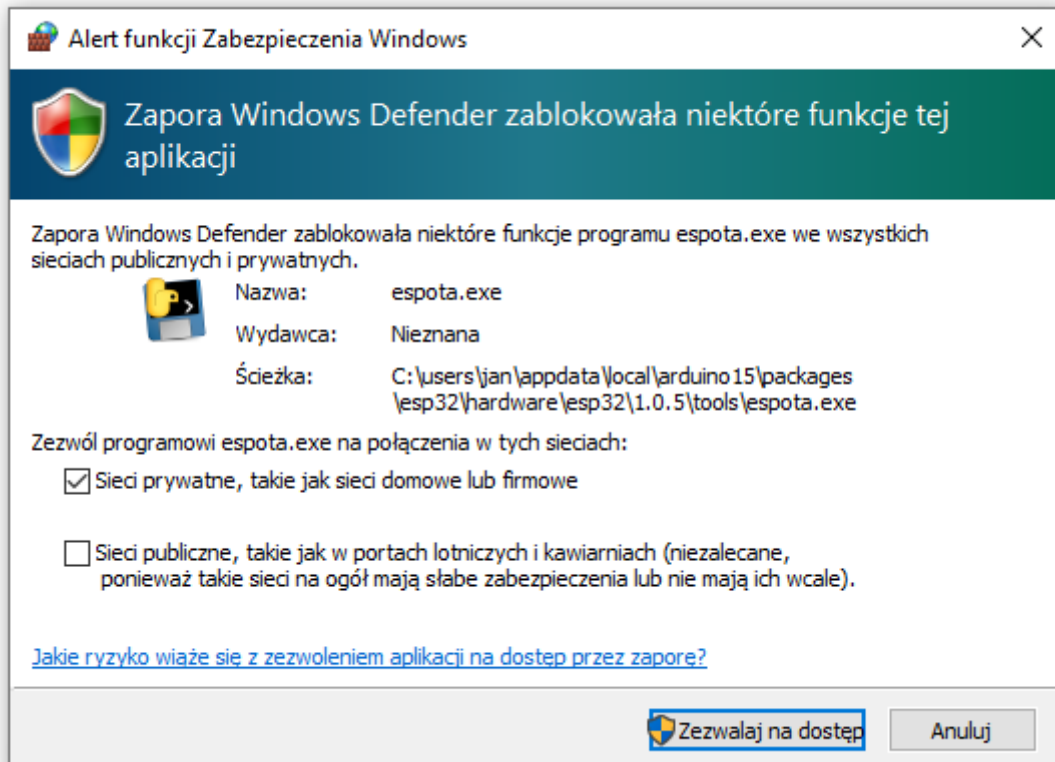 Alert funkcji Zabezpieczenia Windows
Zapora Windows Defender zablokowała niektóre funkcje tej
aplikacji
Zapora Windows Defender zablokowała niektóre funkcje programu espota.exe we wszystkich
sieciach publicznych i prywatnych.
Nazwa: espota.exe
Wydawca: Nieznana
Ścieżka: C:\users\jan\appdata\local\arduino15\packages
\esp32\hardware\esp32\1.0.5\tools\espota.exe
Zezwól programowi espota.exe na połączenia w tych sieciach:
Sieci prywatne, takie jak sieci domowe lub firmowe
Sieci publiczne, takie jak w portach lotniczych i kawiarniach (niezalecane,
ponieważ takie sieci na ogół mają słabe zabezpieczenia lub nie mają ich wcale).
Jakie ryzyko wiąże się z zezwoleniem aplikacji na dostęp przez zaporę?
Zezwalaj na dostęp Anuluj